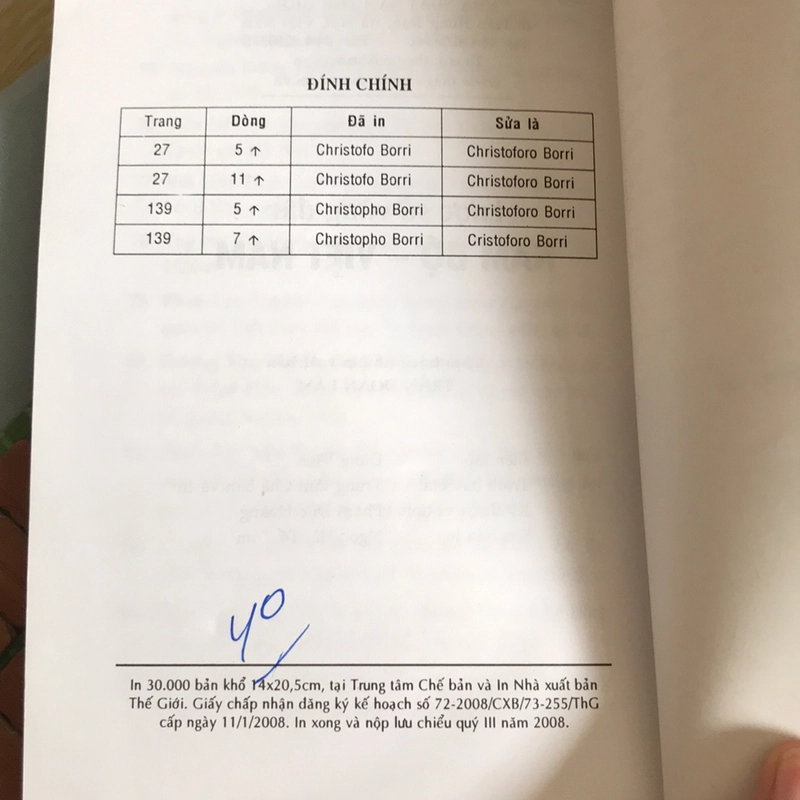 ĐÍNH CHÍNH
Trang Dòng Đã in Sửa là
27 5 ↑ Christofo Borri Christoforo Borri
27 11 ↑ Christofo Borri Christoforo Borri
139 5 ↑ Christopho Borri Christoforo Borri
139 7 ↑ Christopho Borri Cristoforo Borri
40
In 30.000 bản khổ 14x20,5cm, tại Trung tâm Chế bản và In Nhà xuất bản
Thế Giới. Giấy chấp nhận đăng ký kế hoạch số 72-2008/CXB/73-255/ThG
cấp ngày 11/1/2008. In xong và nộp lưu chiểu quý III năm 2008.